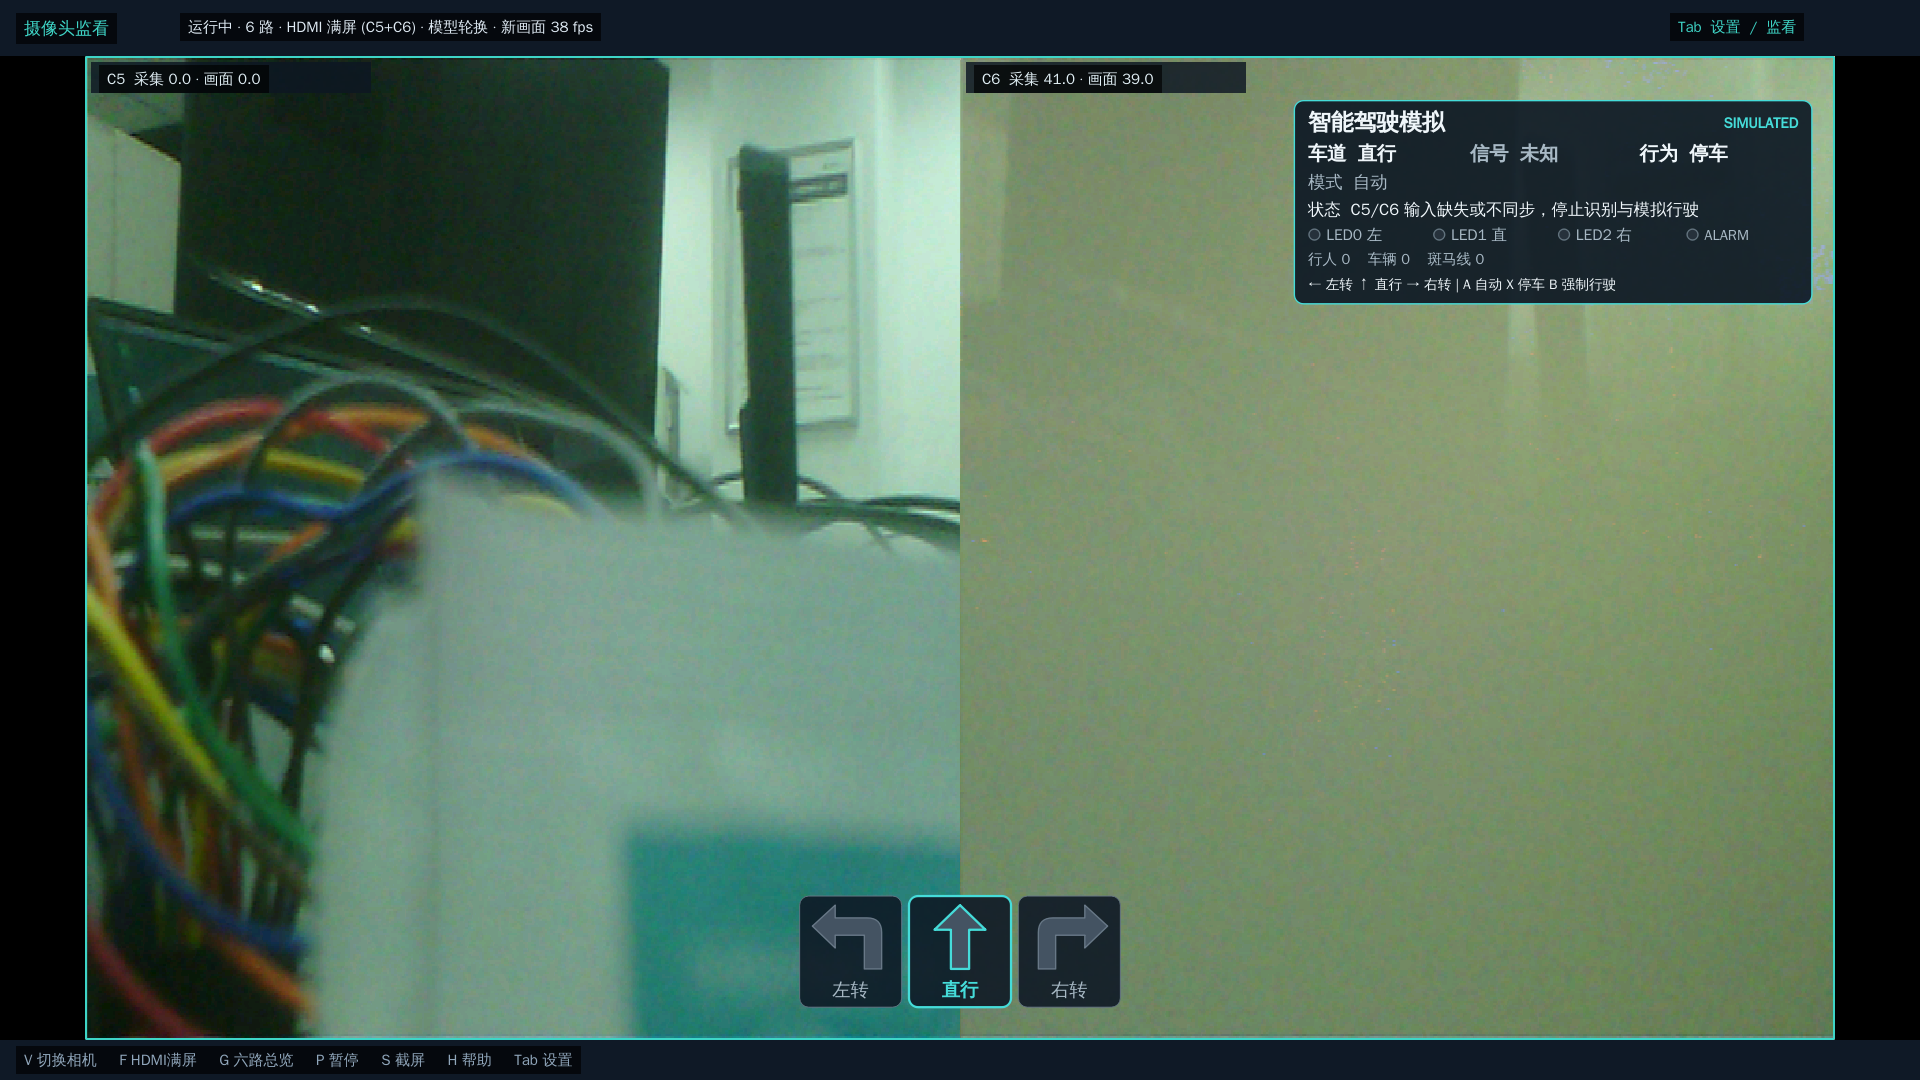 摄像头监看
运行中 · 6 路 · HDMI 满屏 (C5+C6) · 模型轮换 · 新画面 38 fps
Tab 设置 / 监看
C5 采集 0.0 · 画面 0.0
C6 采集 41.0 · 画面 39.0
智能驾驶模拟 SIMULATED
车道 直行 信号 未知 行为 停车
模式 自动
状态 C5/C6 输入缺失或不同步，停止识别与模拟行驶
LED0 左 LED1 直 LED2 右 ALARM
行人 0 车辆 0 斑马线 0
← 左转 ↑ 直行 → 右转 | A 自动 X 停车 B 强制行驶
左转 直行 右转
V 切换相机 F HDMI满屏 G 六路总览 P 暂停 S 截屏 H 帮助 Tab 设置